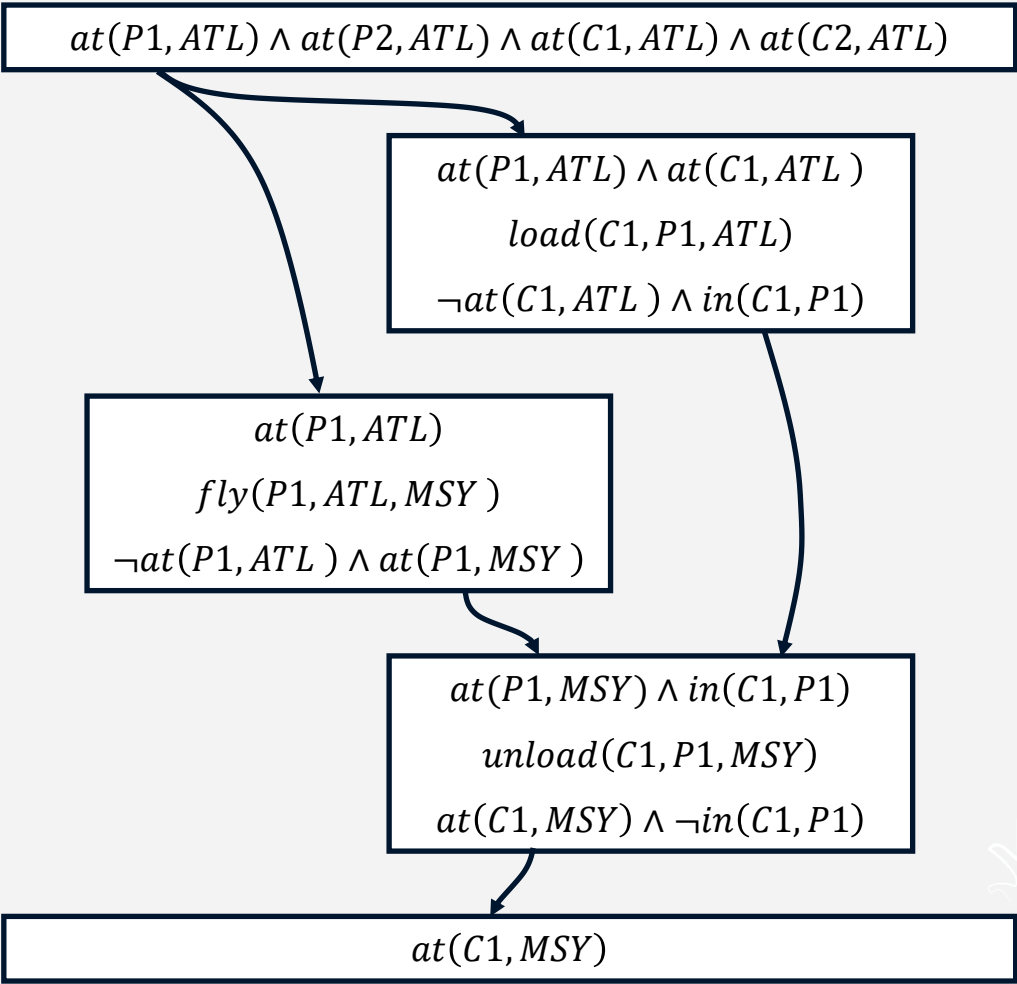 at(P1, ATL) ∧ at(P2, ATL) ∧ at(C1, ATL) ∧ at(C2, ATL)
at(P1, ATL) ∧ at(C1, ATL )
load(C1, P1, ATL)
¬at(C1, ATL ) ∧ in(C1, P1)
at(P1, ATL)
fly(P1, ATL, MSY )
¬at(P1, ATL ) ∧ at(P1, MSY )
at(P1, MSY) ∧ in(C1, P1)
unload(C1, P1, MSY)
at(C1, MSY) ∧ ¬in(C1, P1)
at(C1, MSY)